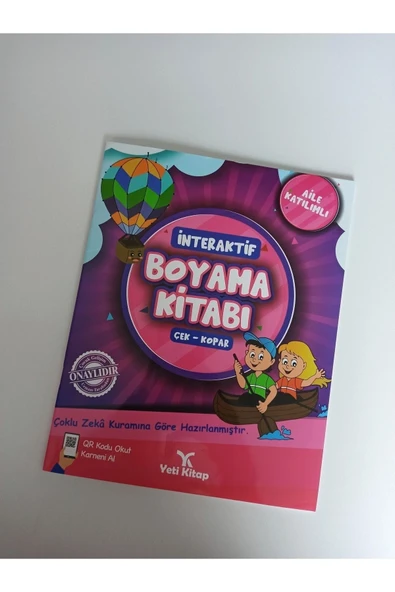 AİLE
KATILIMLI
İNTERAKTİF
BOYAMA
KİTABI
ÇEK - KOPAR
ONAYLIDIR
Çoklu Zekâ Kuramına Göre Hazırlanmıştır.
QR Kodu Okut
Karneni Al
Yeti Kitap